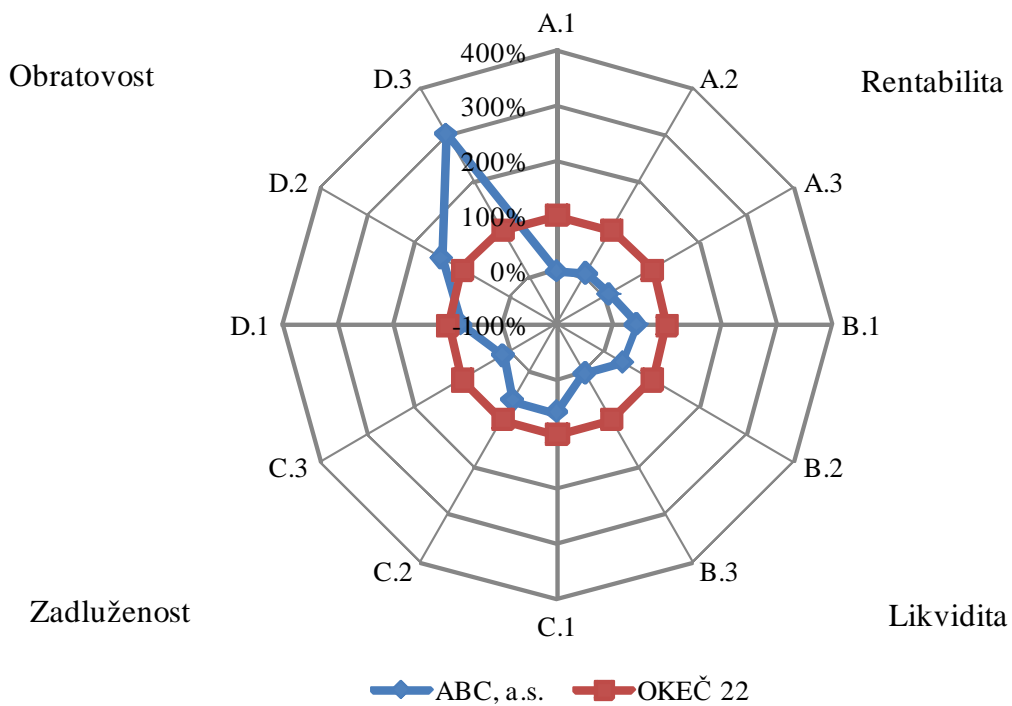 A.1
400%
Obratovost
D.3
A.2
Rentabilita
300%
D.2
200%
A.3
100%
0%
D.1
-100%
B.1
C.3
B.2
C.2
B.3
Zadluženost
C.1
Likvidita
ABC, a.s.
OKEČ 22